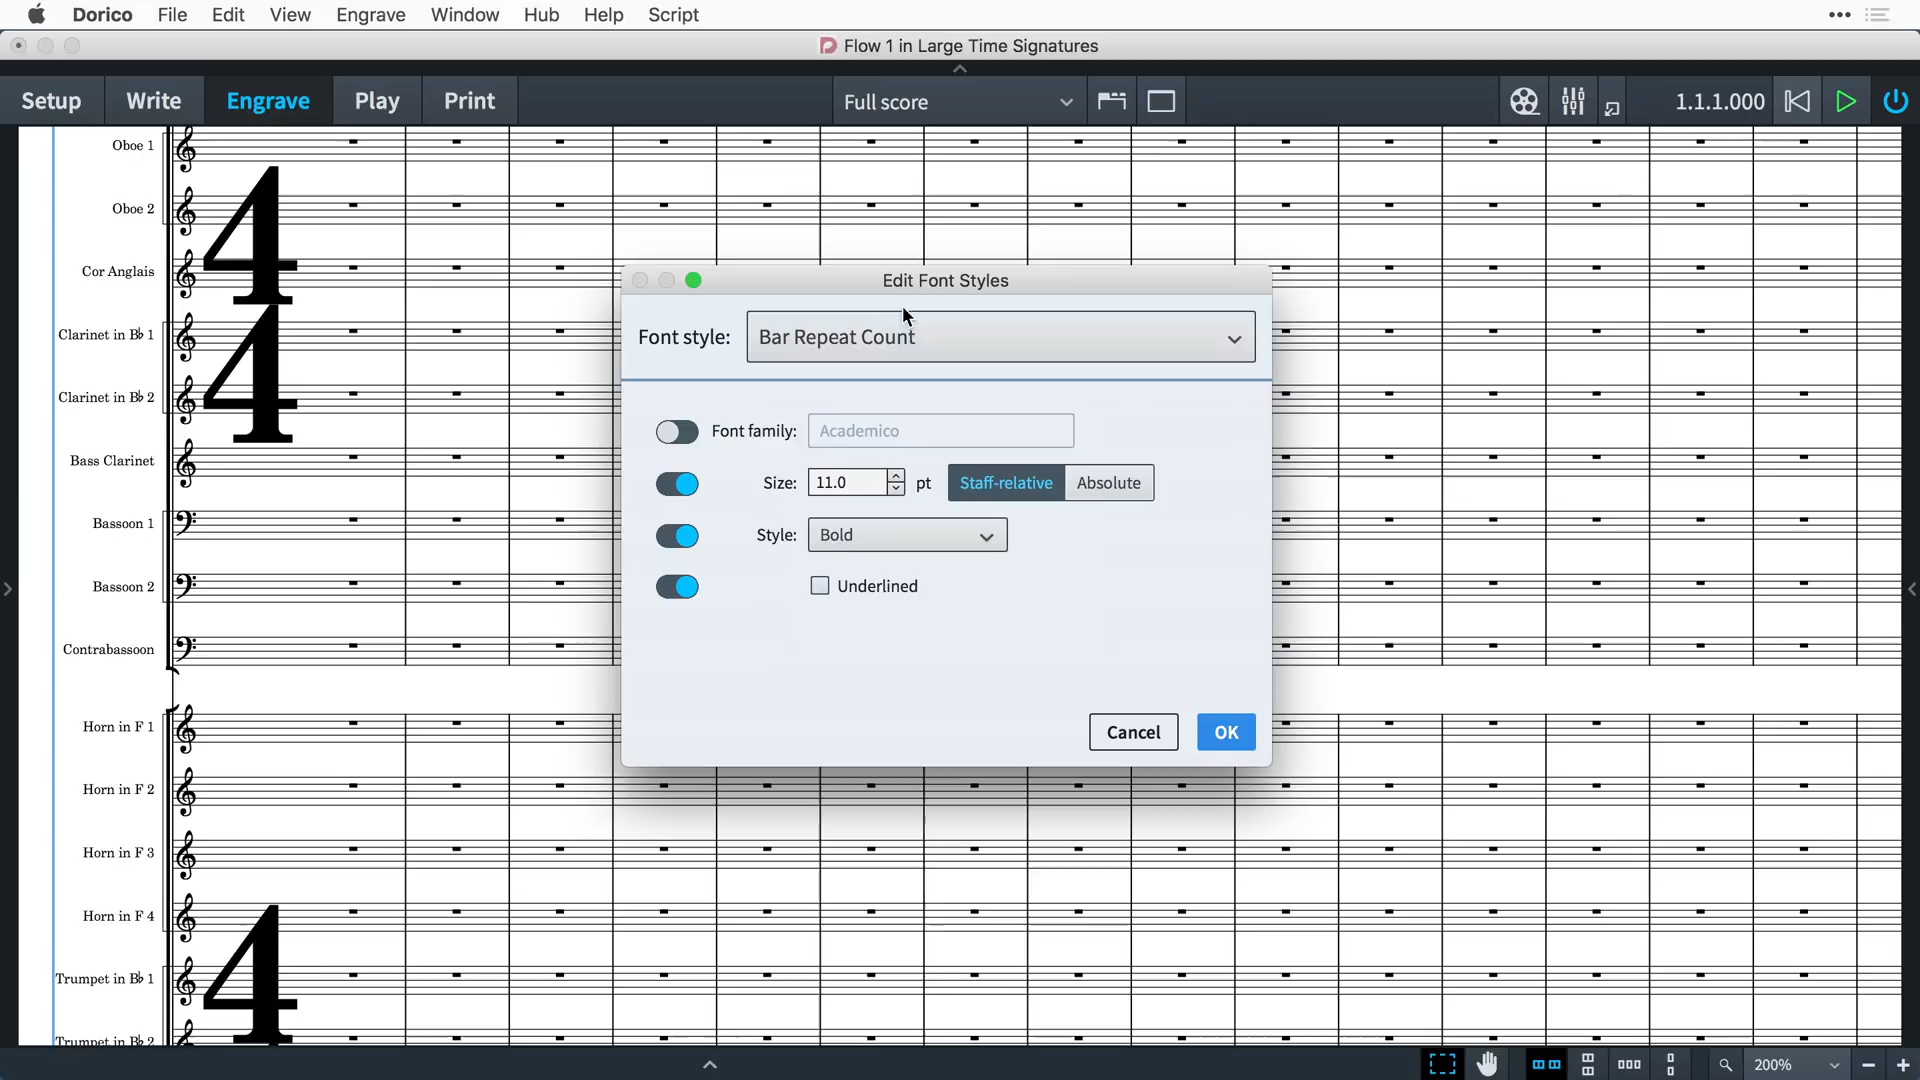 Dorico File Edit View Engrave Window Hub Help Script
Flow 1 in Large Time Signatures
Setup Write Engrave Play Print Full score 1.1.1.000
Oboe 1
Oboe 2
Cor Anglais
Clarinet in B♭ 1
Clarinet in B♭ 2
Bass Clarinet
Bassoon 1
Bassoon 2
Contrabassoon
Horn in F 1
Horn in F 2
Horn in F 3
Horn in F 4
Trumpet in B♭ 1
Trumpet in B♭ 2
4
4
4
Edit Font Styles
Font style: Bar Repeat Count
Font family: Academico
Size: 11.0 pt Staff-relative Absolute
Style: Bold
Underlined
Cancel OK
200%